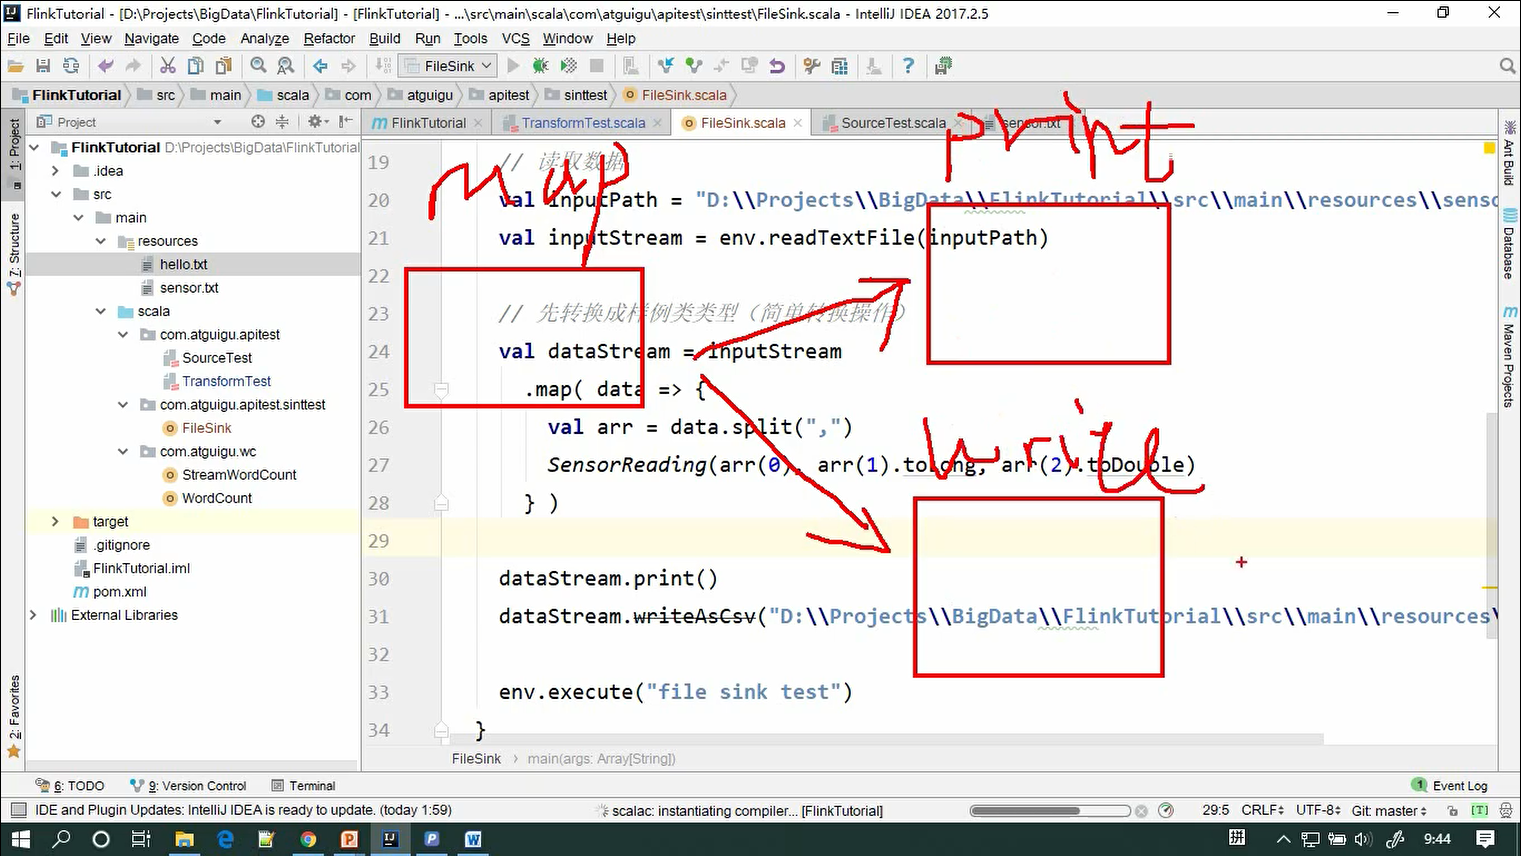 FlinkTutorial - [D:\Projects\BigData\FlinkTutorial] - [FlinkTutorial] - ...\src\main\scala\com\atguigu\apitest\sinttest\FileSink.scala - IntelliJ IDEA 2017.2.5
File Edit View Navigate Code Analyze Refactor Build Run Tools VCS Window Help
FileSink
FlinkTutorial src main scala com atguigu apitest sinttest FileSink.scala
Project
FlinkTutorial TransformTest.scala FileSink.scala SourceTest.scala sensor.txt
print
map
write
1: Project
7: Structure
2: Favorites
FlinkTutorial D:\Projects\BigData\FlinkTutorial
.idea
src
main
resources
hello.txt
sensor.txt
scala
com.atguigu.apitest
SourceTest
TransformTest
com.atguigu.apitest.sinttest
FileSink
com.atguigu.wc
StreamWordCount
WordCount
target
.gitignore
FlinkTutorial.iml
pom.xml
External Libraries
19 // 读取数据
20 val inputPath = "D:\\Projects\\BigData\\FlinkTutorial\\src\\main\\resources\\senso
21 val inputStream = env.readTextFile(inputPath)
22
23 // 先转换成样例类类型（简单转换操作）
24 val dataStream = inputStream
25 .map( data => {
26 val arr = data.split(",")
27 SensorReading(arr(0), arr(1).toLong, arr(2).toDouble)
28 } )
29
30 dataStream.print()
31 dataStream.writeAsCsv("D:\\Projects\\BigData\\FlinkTutorial\\src\\main\\resources\
32
33 env.execute("file sink test")
34 }
FileSink main(args: Array[String])
Ant Build
Database
Maven Projects
6: TODO 9: Version Control Terminal 1 Event Log
IDE and Plugin Updates: IntelliJ IDEA is ready to update. (today 1:59) scalac: instantiating compiler... [FlinkTutorial] 29:5 CRLF UTF-8 Git: master [T]
拼 9:44